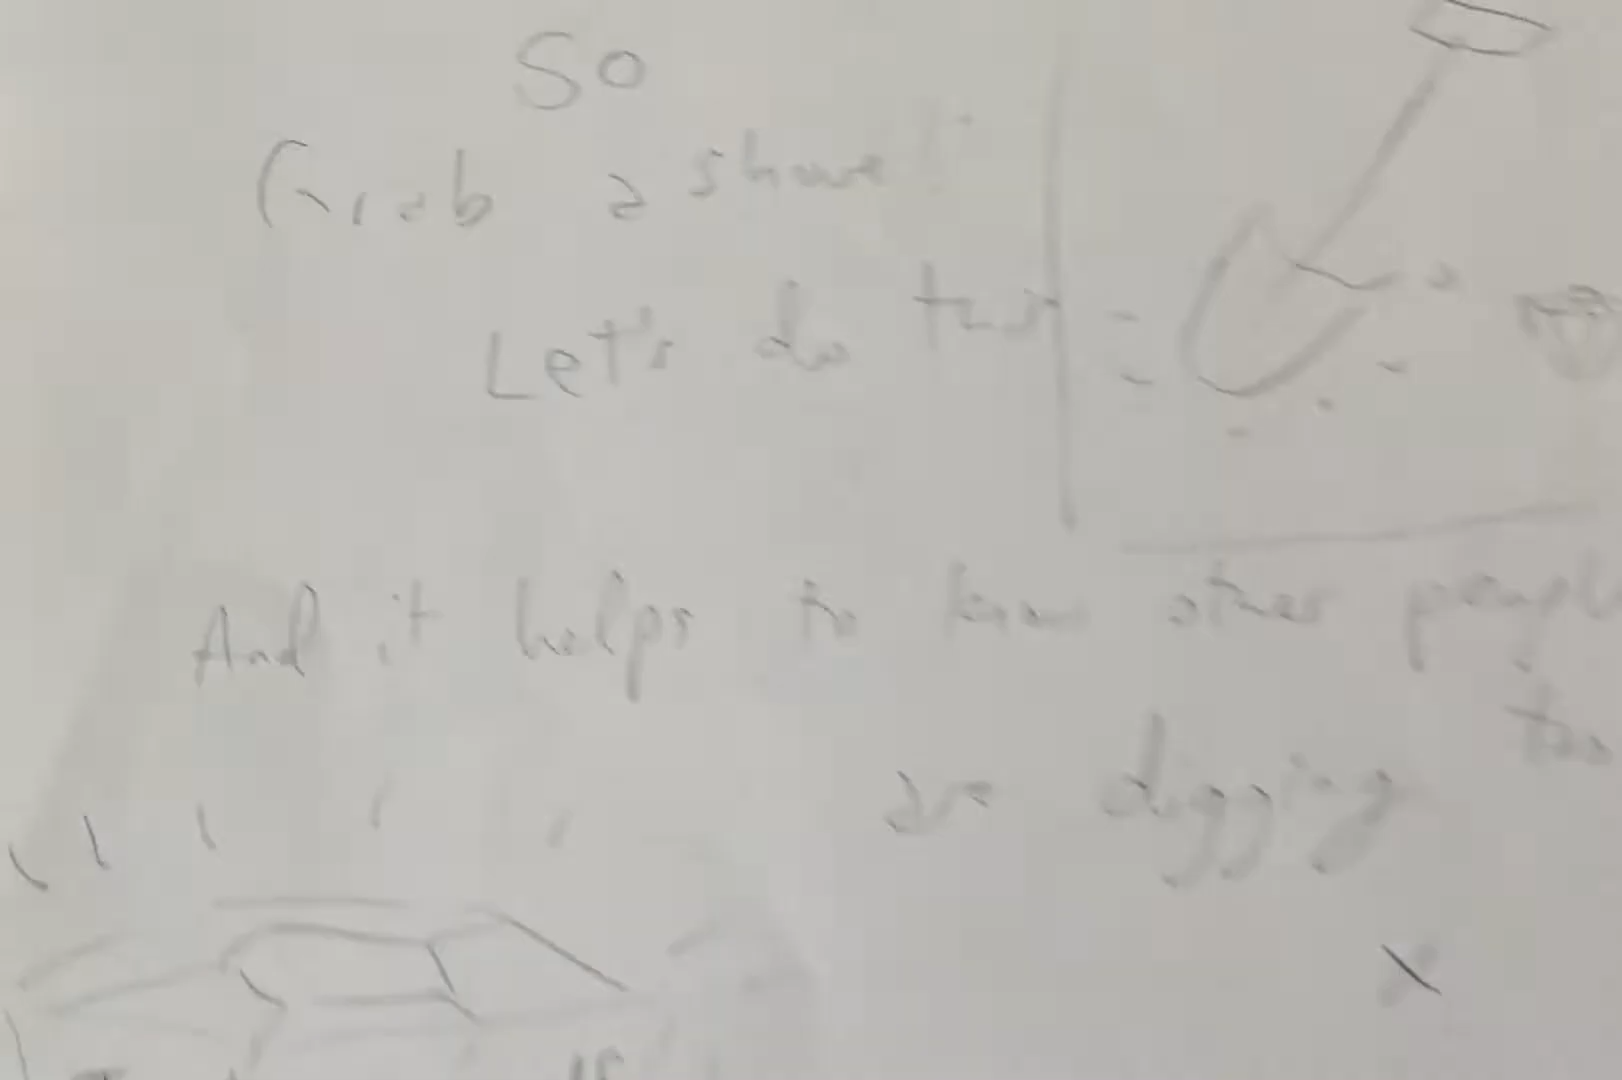 So
Grab a shovel
Let's do this
And it helps to know other people
are digging too